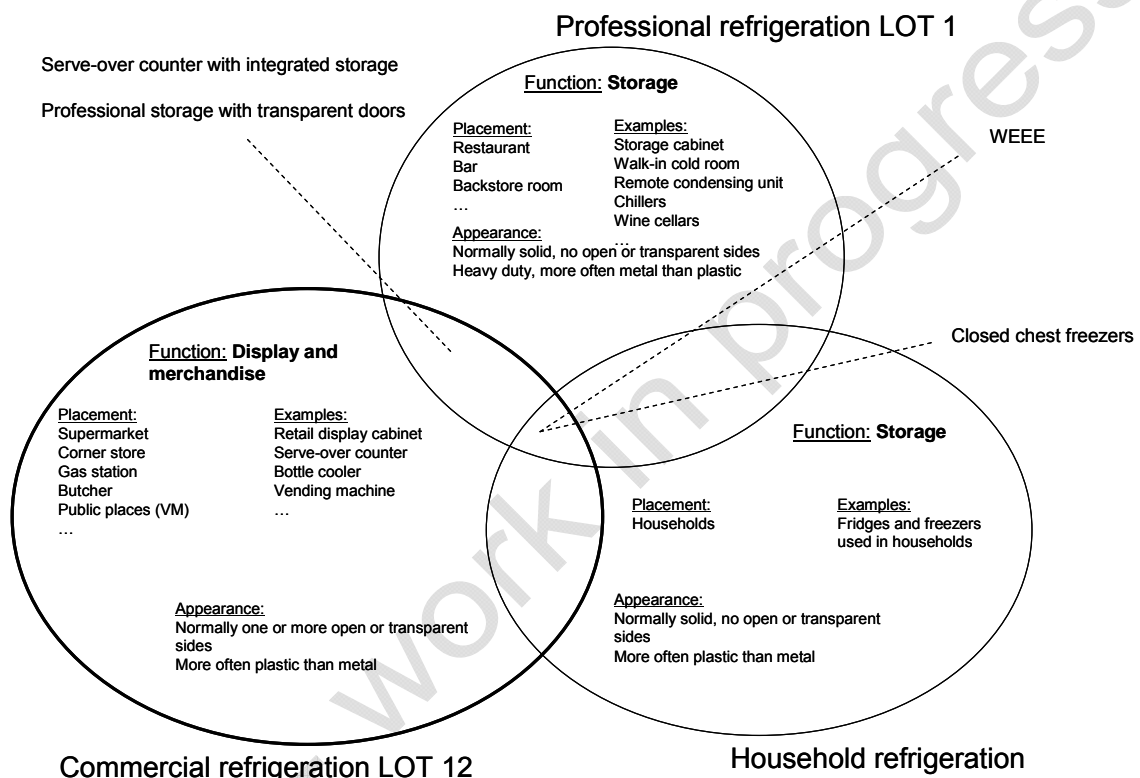 Professional refrigeration LOT 1
Serve-over counter with integrated storage
Professional storage with transparent doors
Function: Storage
Placement:
Restaurant
Bar
Backstore room
…
Examples:
Storage cabinet
Walk-in cold room
Remote condensing unit
Chillers
Wine cellars
…
Appearance:
Normally solid, no open or transparent sides
Heavy duty, more often metal than plastic
WEEE
Closed chest freezers
Function: Display and
merchandise
Placement:
Supermarket
Corner store
Gas station
Butcher
Public places (VM)
…
Examples:
Retail display cabinet
Serve-over counter
Bottle cooler
Vending machine
…
Appearance:
Normally one or more open or transparent
sides
More often plastic than metal
Function: Storage
Placement:
Households
Examples:
Fridges and freezers
used in households
Appearance:
Normally solid, no open or transparent
sides
More often plastic than metal
Commercial refrigeration LOT 12
Household refrigeration
work in progress